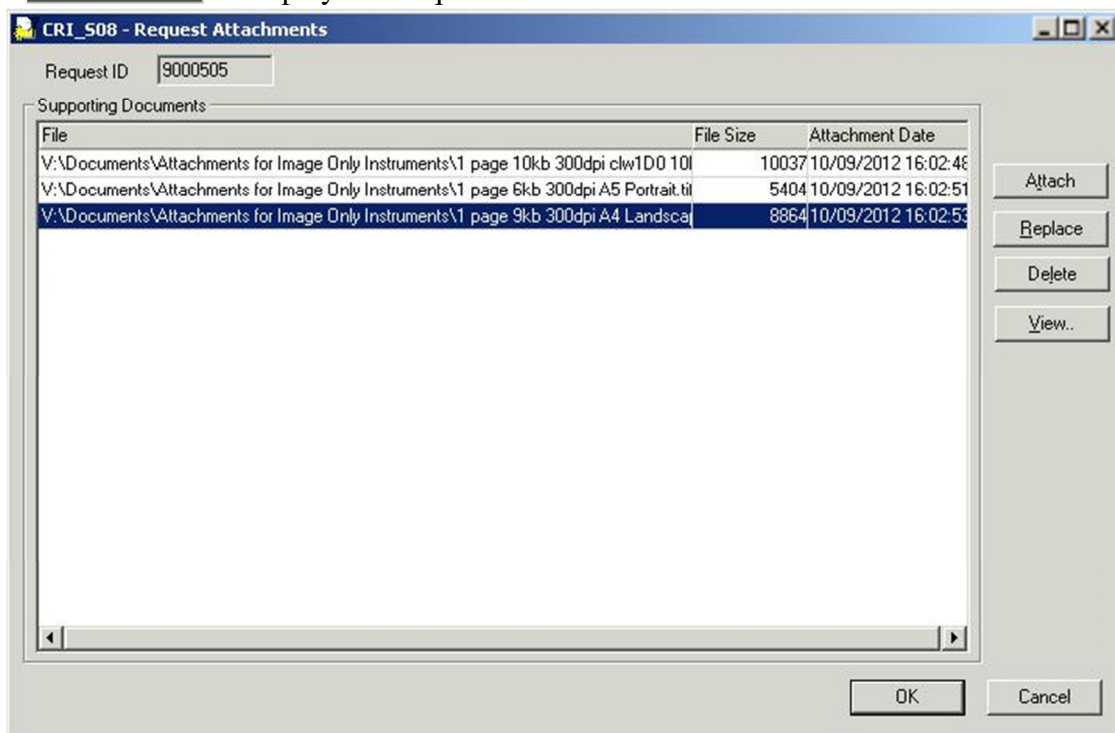 CRI_S08 - Request Attachments
Request ID 9000505
Supporting Documents
File File Size Attachment Date
V:\Documents\Attachments for Image Only Instruments\1 page 10kb 300dpi clw1D0 10 10037 10/09/2012 16:02:48
V:\Documents\Attachments for Image Only Instruments\1 page 6kb 300dpi A5 Portrait.ti 5404 10/09/2012 16:02:51
V:\Documents\Attachments for Image Only Instruments\1 page 9kb 300dpi A4 Landsca 8864 10/09/2012 16:02:53
Attach
Replace
Delete
View..
OK Cancel